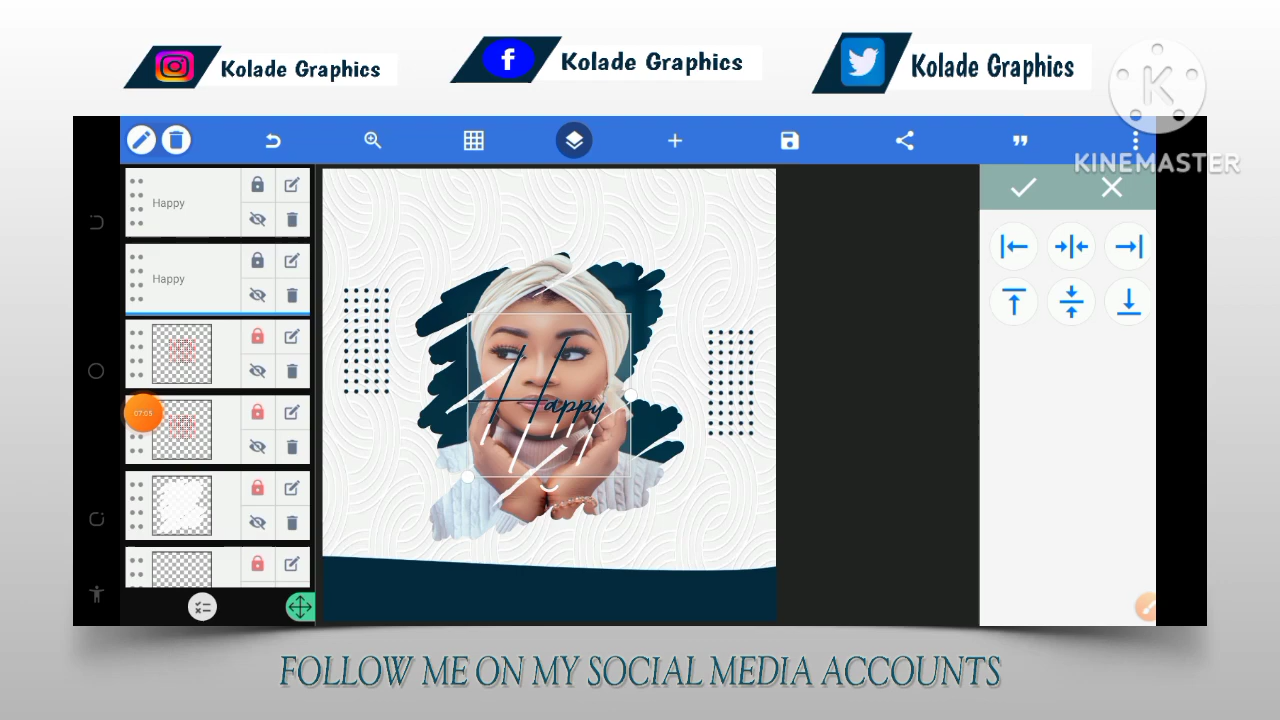 Kolade Graphics
f
Kolade Graphics
Kolade Graphics
K
KINEMASTER
Happy
Happy
07:05
Happy
FOLLOW ME ON MY SOCIAL MEDIA ACCOUNTS